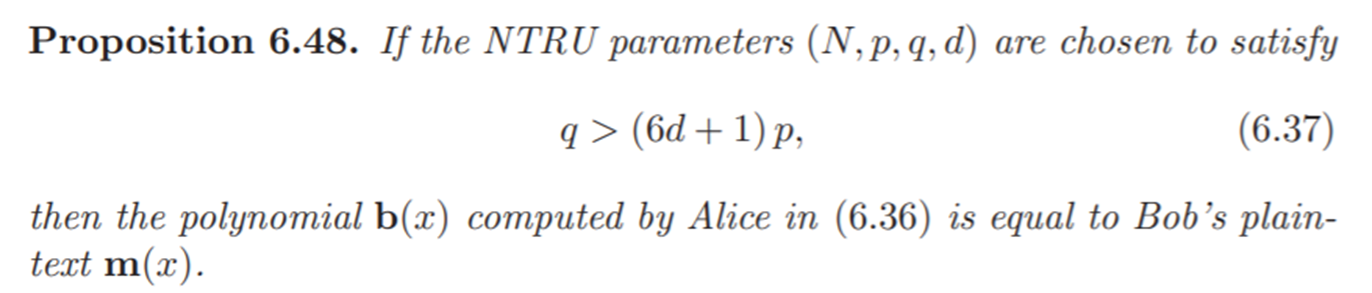 Proposition 6.48. If the NTRU parameters (N, p, q, d) are chosen to satisfy
q > (6d + 1) p, (6.37)
then the polynomial b(x) computed by Alice in (6.36) is equal to Bob's plain-
text m(x).